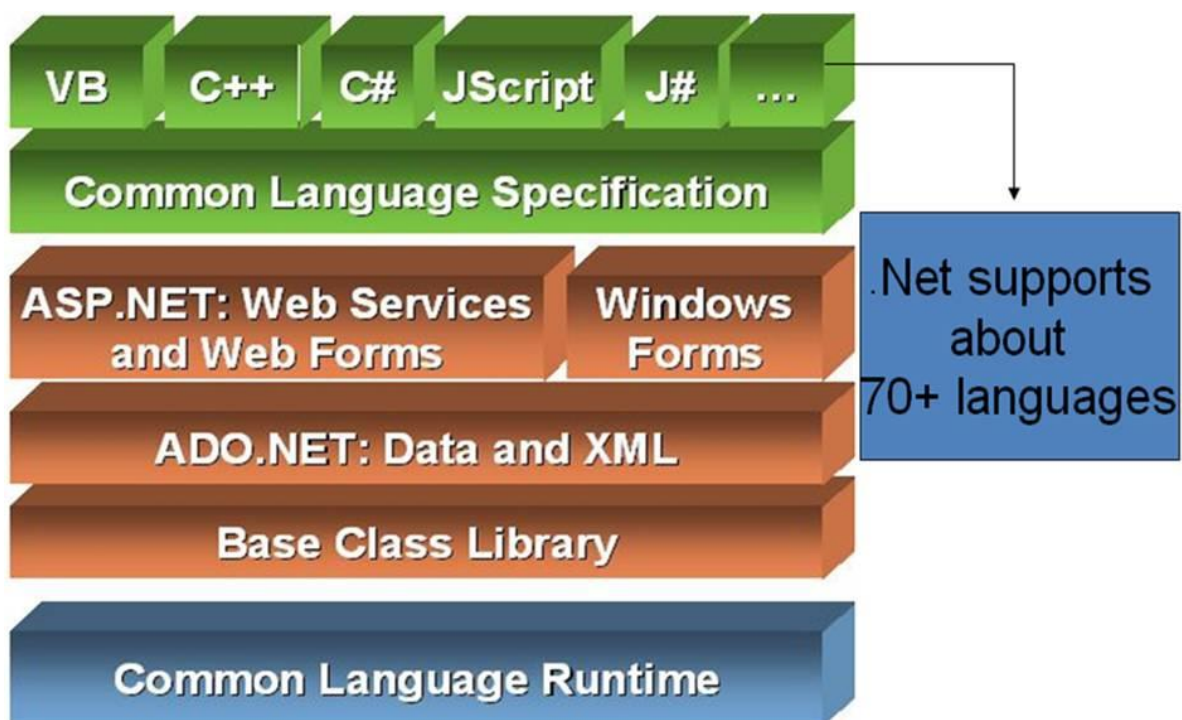 VB
C++
C#
JScript
J#
...
Common Language Specification
ASP.NET: Web Services
and Web Forms
Windows
Forms
ADO.NET: Data and XML
Base Class Library
Common Language Runtime
.Net supports
about
70+ languages